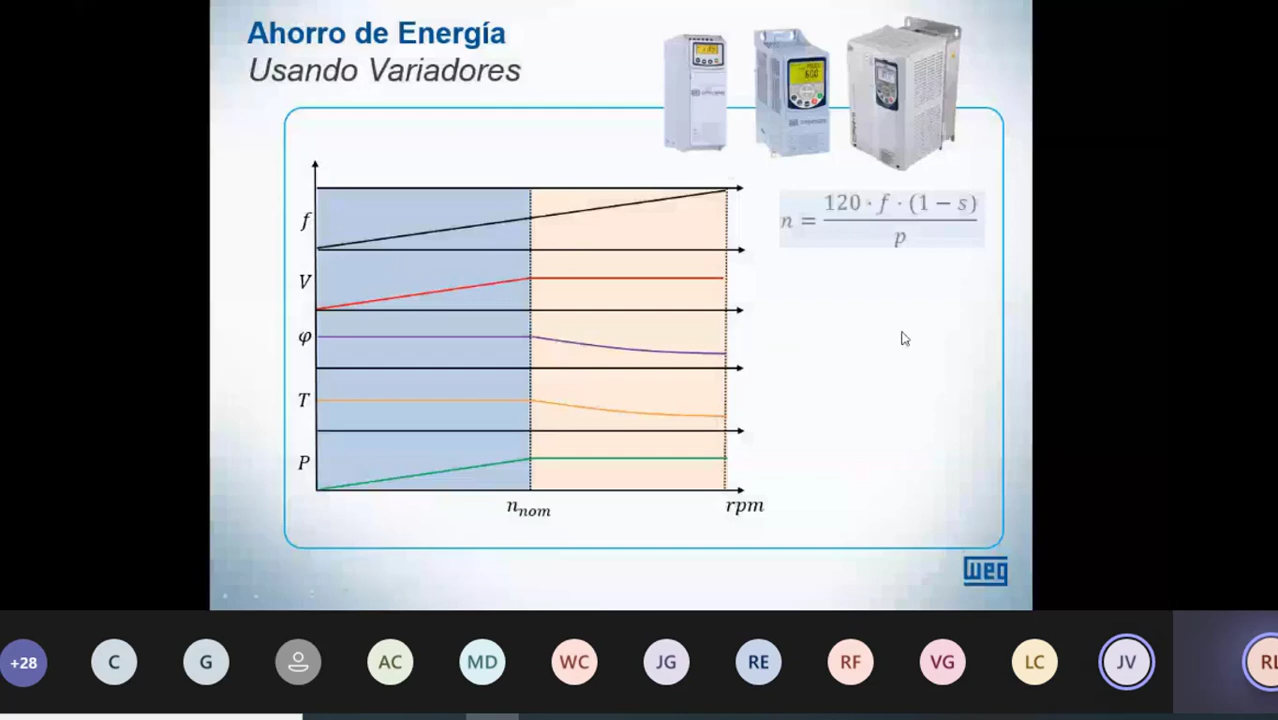 Ahorro de Energía
Usando Variadores
f
V
φ
T
P
n = 120 · f · (1 − s) / p
n_nom
rpm
weg
+28
C
G
AC
MD
WC
JG
RE
RF
VG
LC
JV
RL